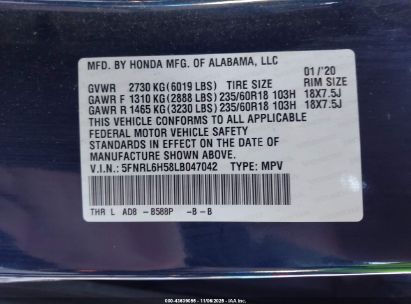 MFD. BY HONDA MFG. OF ALABAMA, LLC
GVWR 2730 KG(6019 LBS) TIRE SIZE 01/'20 RIM SIZE
GAWR F 1310 KG(2888 LBS) 235/60R18 103H 18X7.5J
GAWR R 1465 KG(3230 LBS) 235/60R18 103H 18X7.5J
THIS VEHICLE CONFORMS TO ALL APPLICABLE
FEDERAL MOTOR VEHICLE SAFETY
STANDARDS IN EFFECT ON THE DATE OF
MANUFACTURE SHOWN ABOVE.
V.I.N.: 5FNRL6H58LB047042 TYPE: MPV
THR L AD8 -B588P -B-B